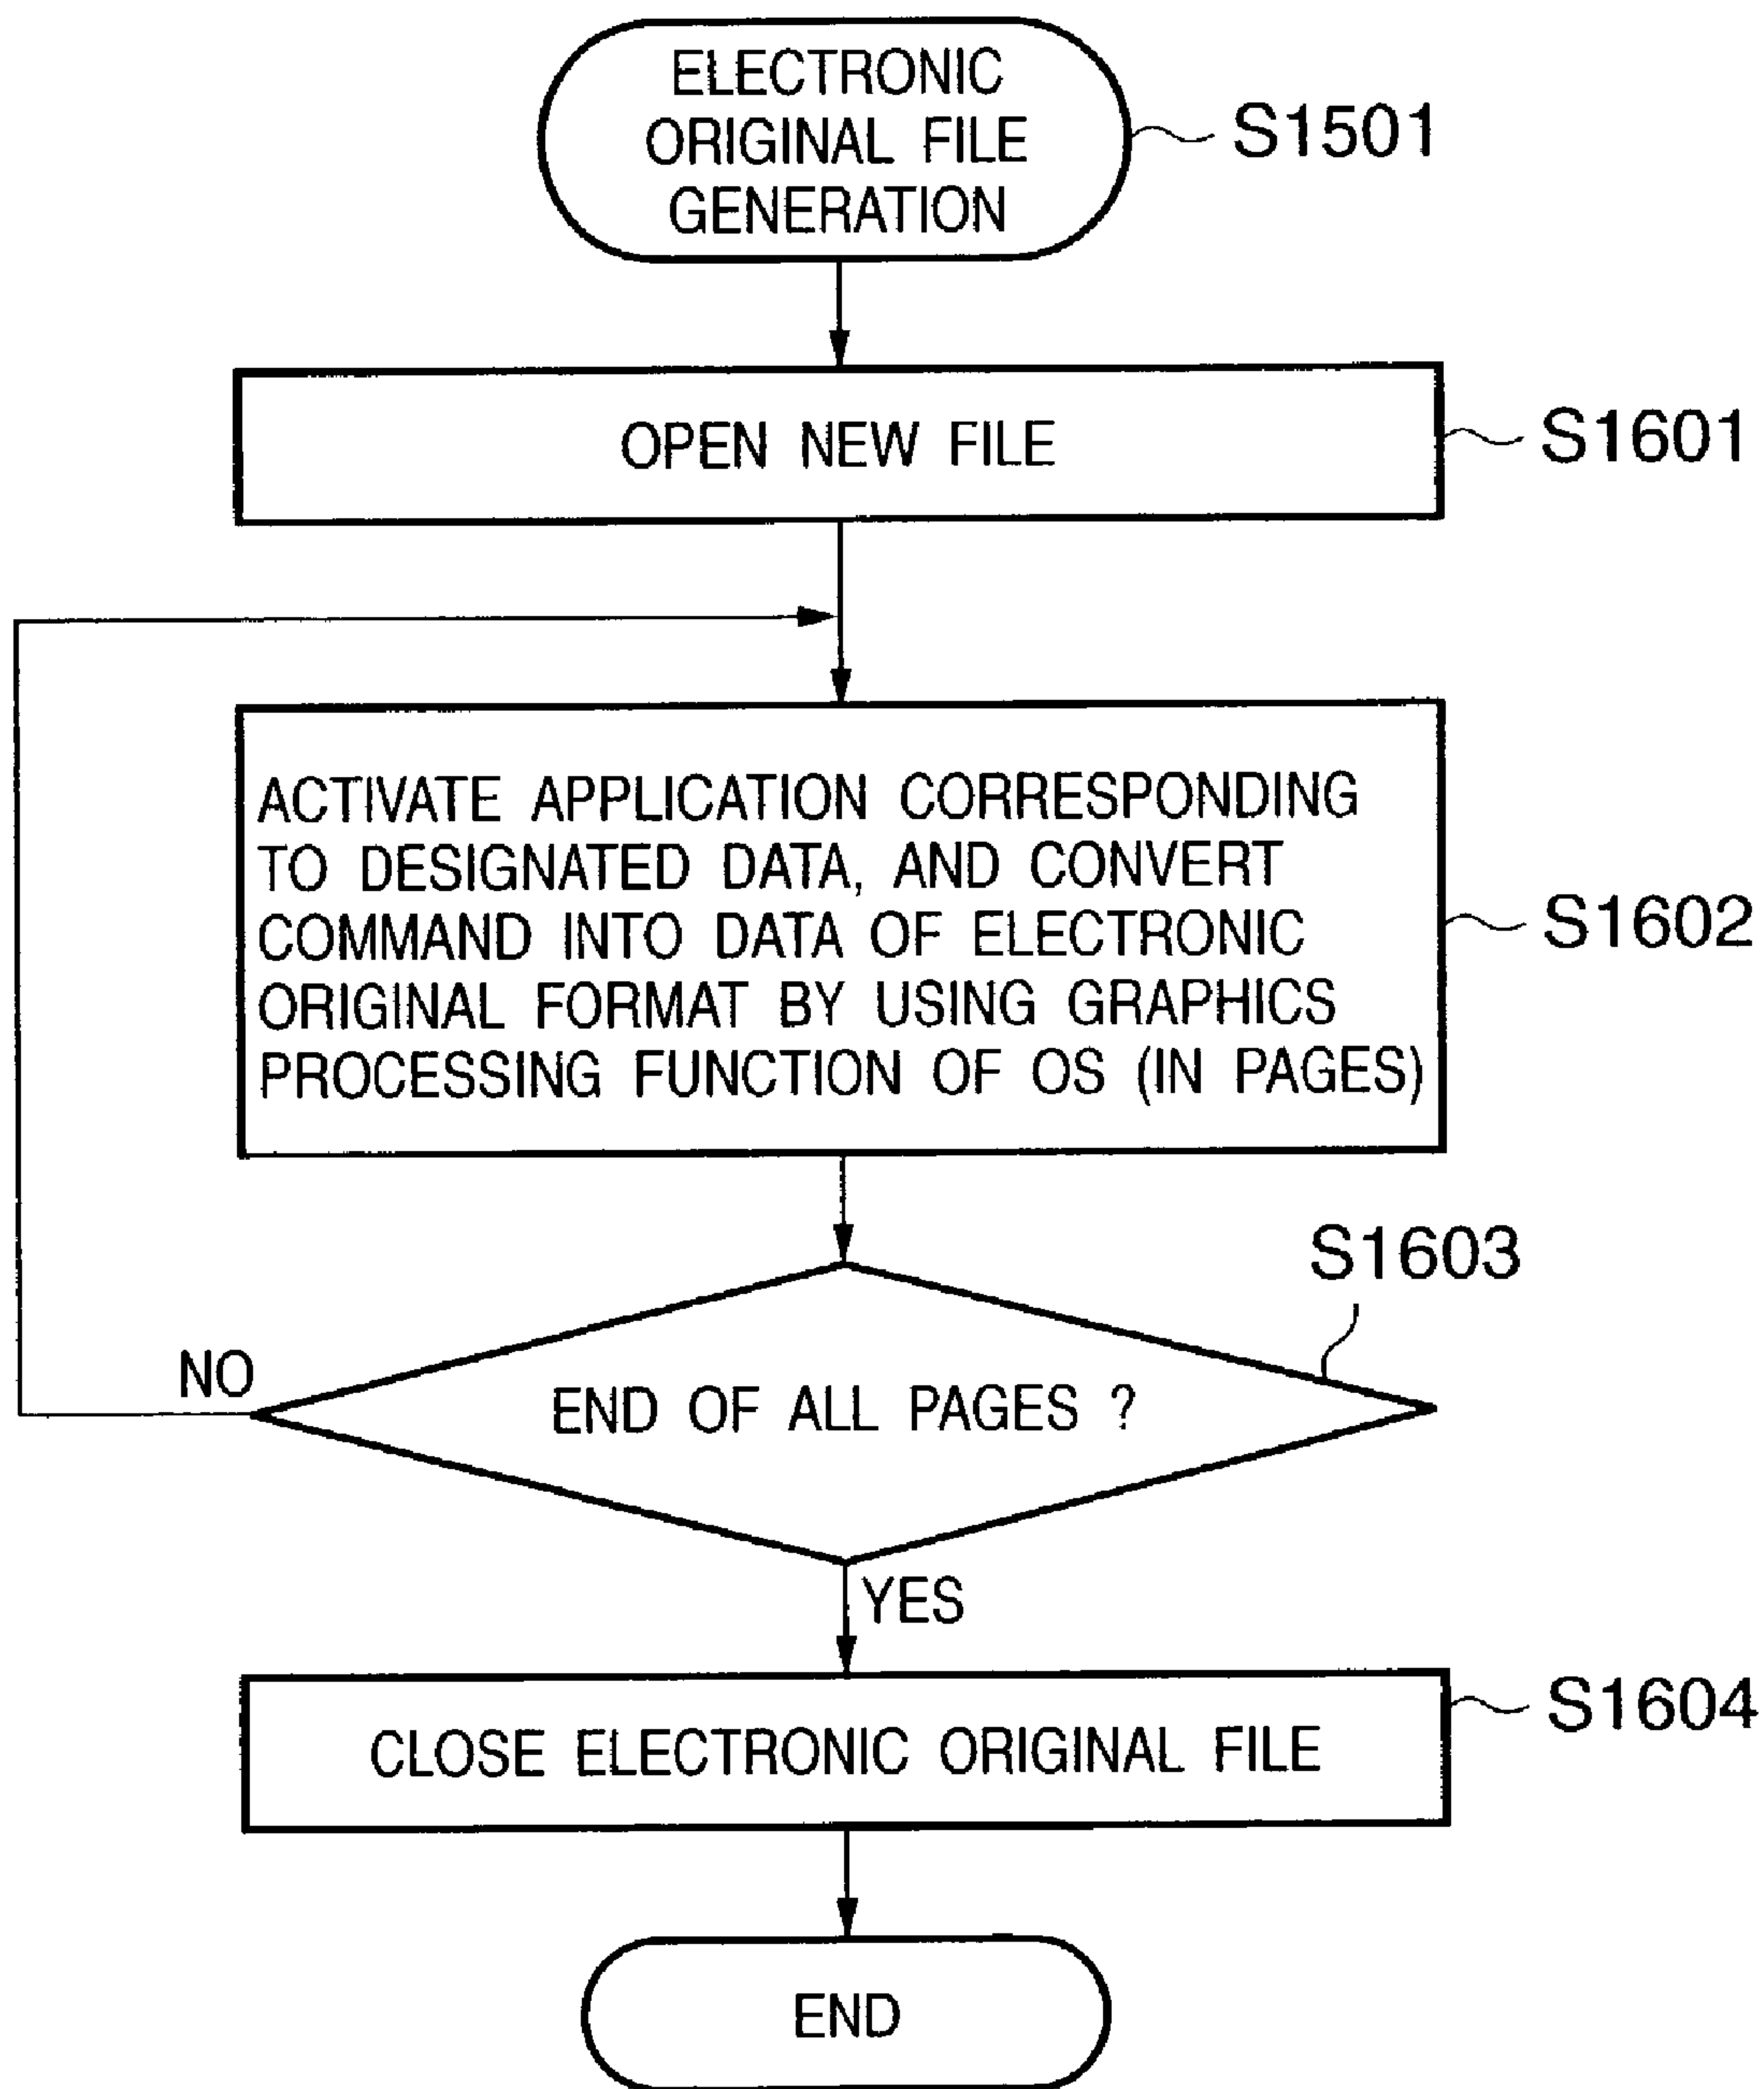 ELECTRONIC
ORIGINAL FILE
GENERATION
S1501
OPEN NEW FILE
S1601
ACTIVATE APPLICATION CORRESPONDING
TO DESIGNATED DATA, AND CONVERT
COMMAND INTO DATA OF ELECTRONIC
ORIGINAL FORMAT BY USING GRAPHICS
PROCESSING FUNCTION OF OS (IN PAGES)
S1602
S1603
NO
END OF ALL PAGES ?
YES
CLOSE ELECTRONIC ORIGINAL FILE
S1604
END